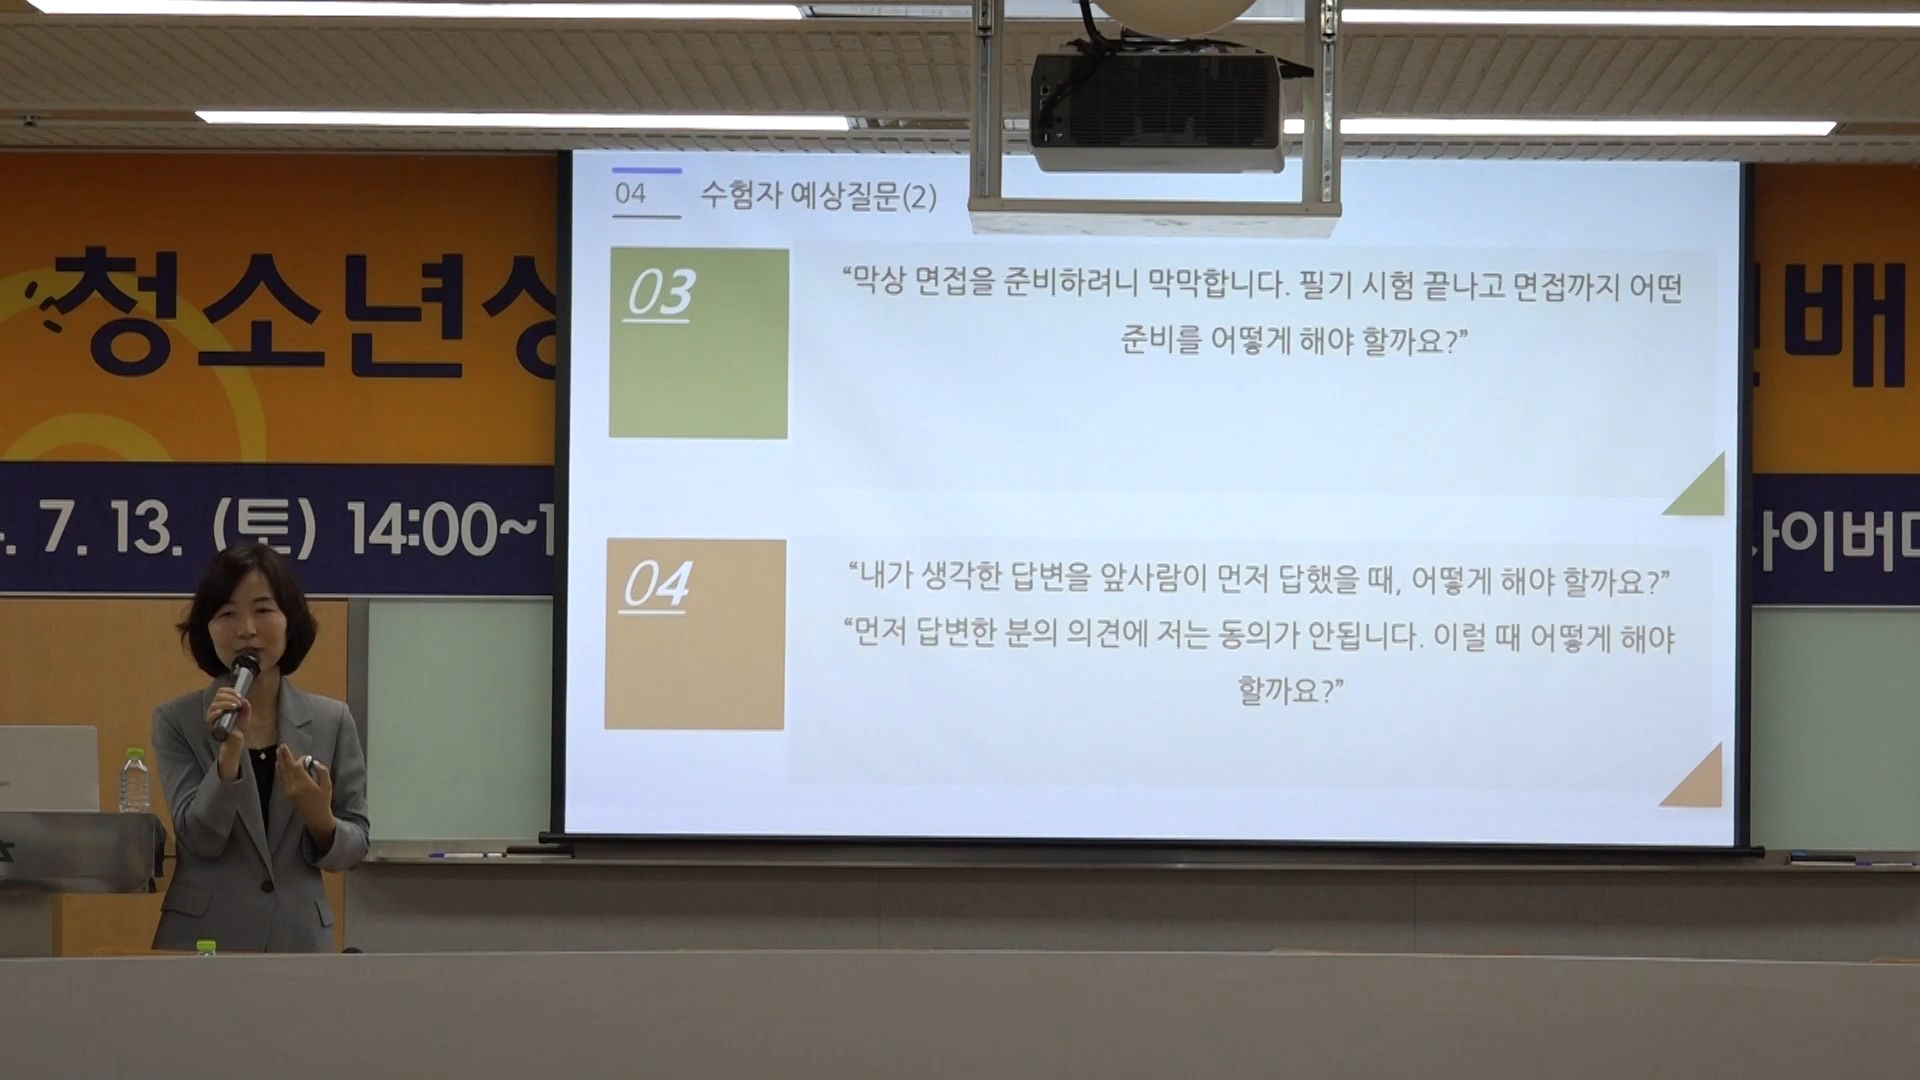 04 수험자 예상질문(2)
03
“막상 면접을 준비하려니 막막합니다. 필기 시험 끝나고 면접까지 어떤
준비를 어떻게 해야 할까요?”
04
“내가 생각한 답변을 앞사람이 먼저 답했을 때, 어떻게 해야 할까요?”
“먼저 답변한 분의 의견에 저는 동의가 안됩니다. 이럴 때 어떻게 해야
할까요?”
청소년상
배
7. 13. (토) 14:00~1
사이버대